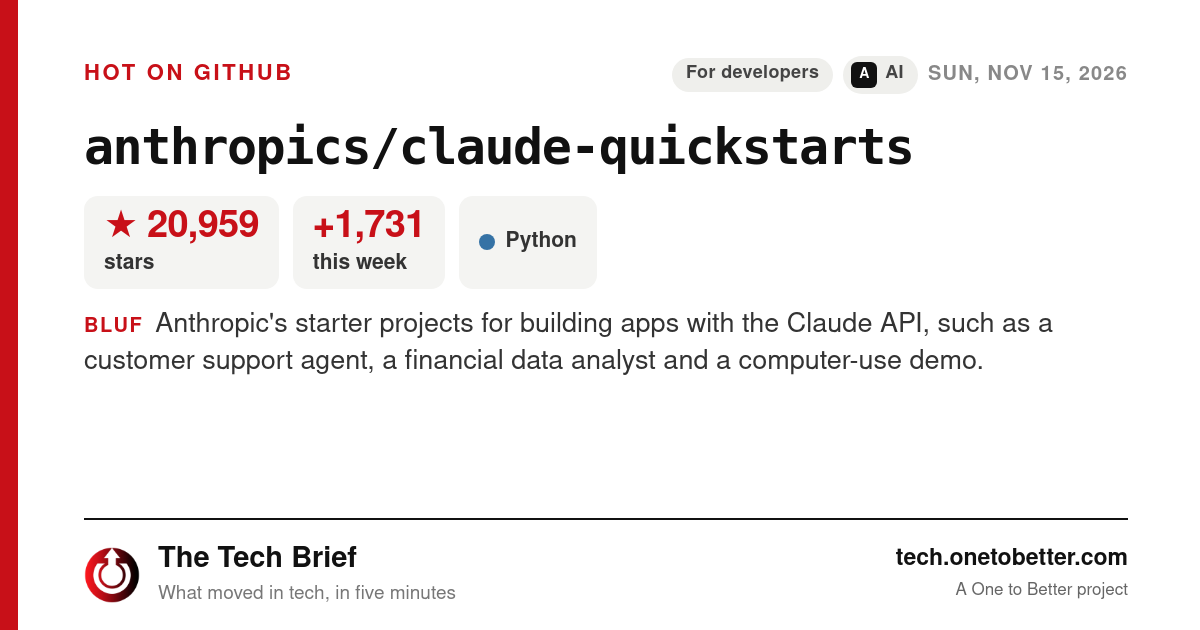 HOT ON GITHUB
For developers
A AI
SUN, NOV 15, 2026
anthropics/claude-quickstarts
★ 20,959
stars
+1,731
this week
Python
BLUF Anthropic's starter projects for building apps with the Claude API, such as a
customer support agent, a financial data analyst and a computer-use demo.
The Tech Brief
What moved in tech, in five minutes
tech.onetobetter.com
A One to Better project